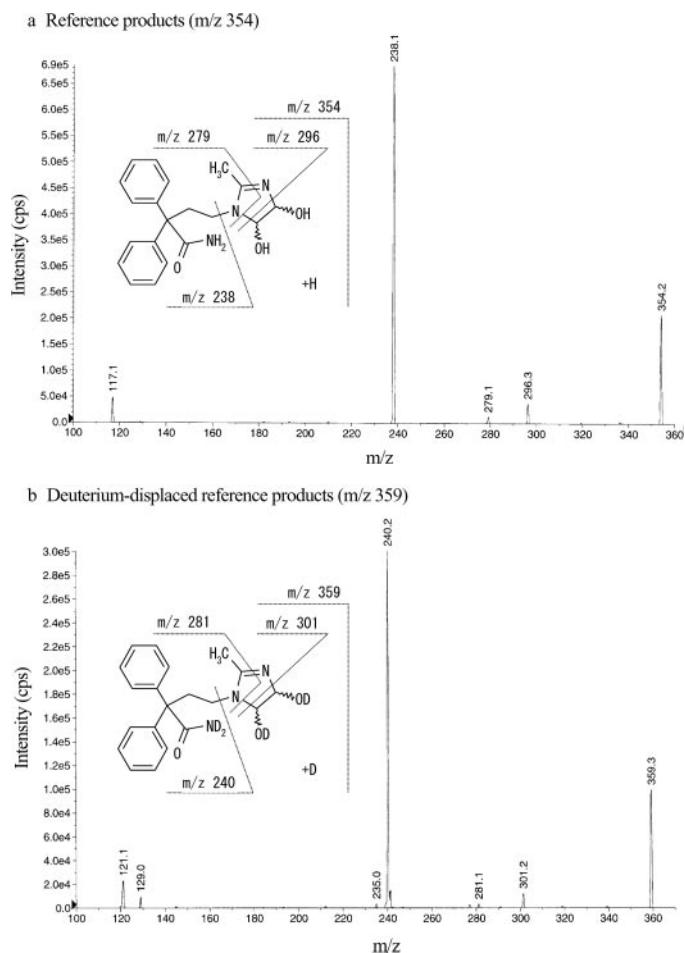 a Reference products (m/z 354)
6.9e5
6.5e5
6.0e5
5.5e5
5.0e5
4.5e5
4.0e5
3.5e5
3.0e5
2.5e5
2.0e5
1.5e5
1.0e5
5.0e4
0.0
Intensity (cps)
238.1
354.2
117.1
279.1
296.3
m/z 354
m/z 279
m/z 296
H₃C
N
N
OH
NH₂
OH
O
+H
m/z 238
100 120 140 160 180 200 220 240 260 280 300 320 340 360
m/z
b Deuterium-displaced reference products (m/z 359)
3.0e5
2.8e5
2.6e5
2.4e5
2.2e5
2.0e5
1.8e5
1.6e5
1.4e5
1.2e5
1.0e5
8.0e4
6.0e4
4.0e4
2.0e4
0.0
Intensity (cps)
240.2
359.3
121.1
129.0
235.0
281.1
301.2
m/z 359
m/z 281
m/z 301
H₃C
N
N
OD
ND₂
OD
O
+D
m/z 240
100 120 140 160 180 200 220 240 260 280 300 320 340 360
m/z